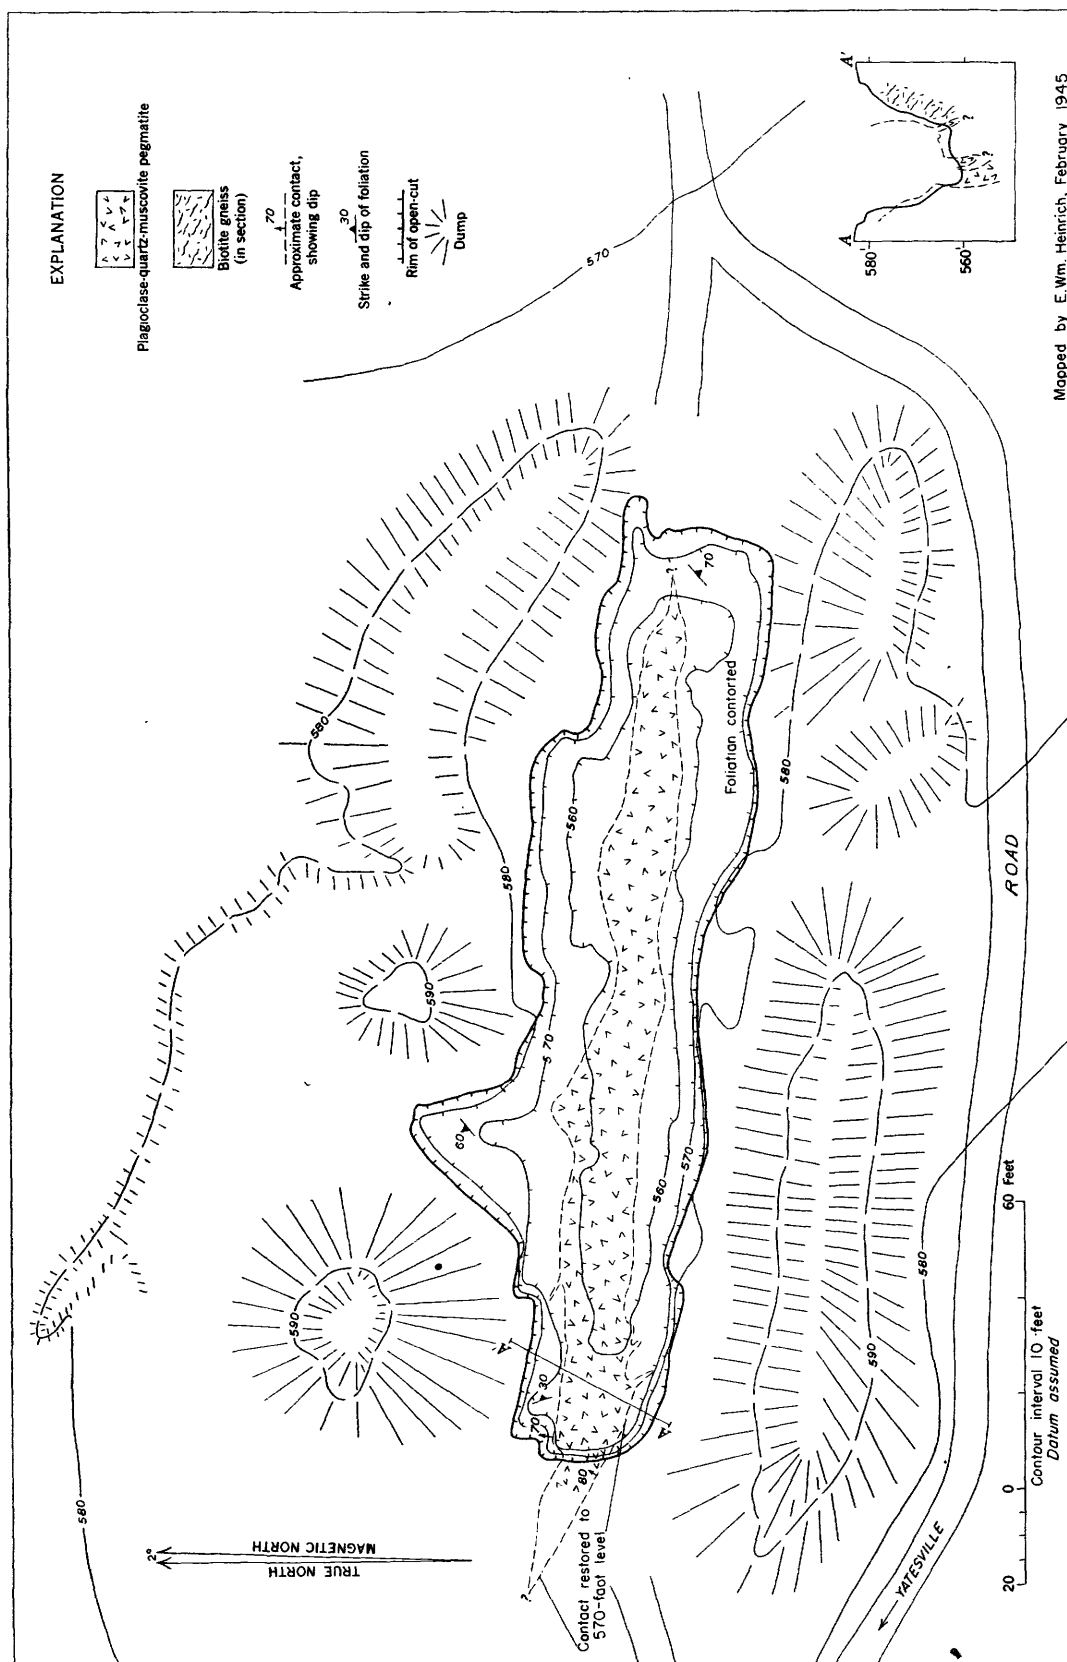 EXPLANATION
Plagioclase-quartz-muscovite pegmatite
Biotite gneiss
(in section)
70
Approximate contact,
showing dip
30
Strike and dip of foliation
Rim of open-cut
Dump
A A'
580'
560'
?
?
Mapped by E. Wm. Heinrich, February 1945
570
580
580
590
590
580
580
560
5 70
60
30
70
80
A'
A
?
70
Foliation contorted
580
560
570
590
580
?
Contact restored to
570-foot level
2°
TRUE NORTH
MAGNETIC NORTH
ROAD
YATESVILLE
20 0 60 Feet
Contour interval 10 feet
Datum assumed